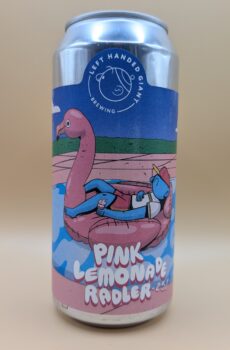 LEFT HANDED GIANT
BREWING
PINK
LEMONADE
RADLER